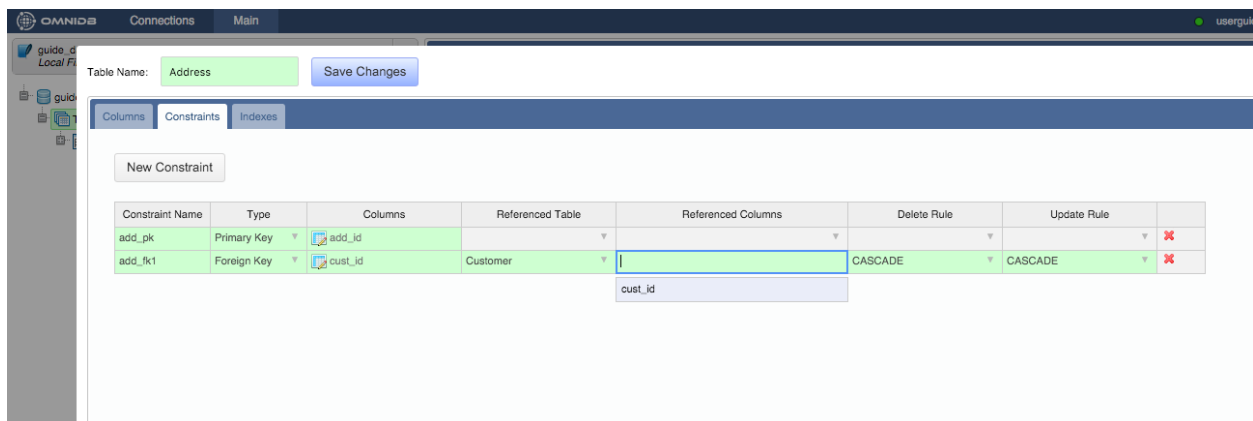 OMNIDB Connections Main usergui
guide_d
Local Fi
Table Name: Address Save Changes
guid
Columns Constraints Indexes
New Constraint
Constraint Name Type Columns Referenced Table Referenced Columns Delete Rule Update Rule
add_pk Primary Key add_id
add_fk1 Foreign Key cust_id Customer CASCADE CASCADE
cust_id